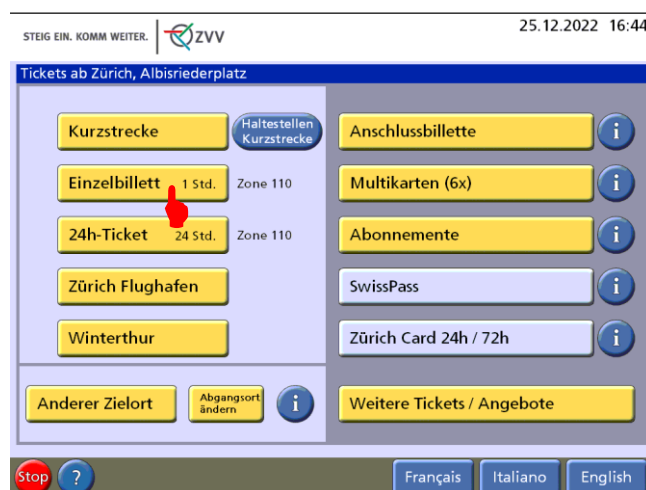 STEIG EIN. KOMM WEITER. ZVV
25.12.2022 16:44
Tickets ab Zürich, Albisriederplatz
Kurzstrecke
Haltestellen
Kurzstrecke
Einzelbillett 1 Std. Zone 110
24h-Ticket 24 Std. Zone 110
Zürich Flughafen
Winterthur
Anderer Zielort
Abgangsort
ändern
i
Anschlussbillette i
Multikarten (6x) i
Abonnemente i
SwissPass i
Zürich Card 24h / 72h i
Weitere Tickets / Angebote
Stop ? Français Italiano English